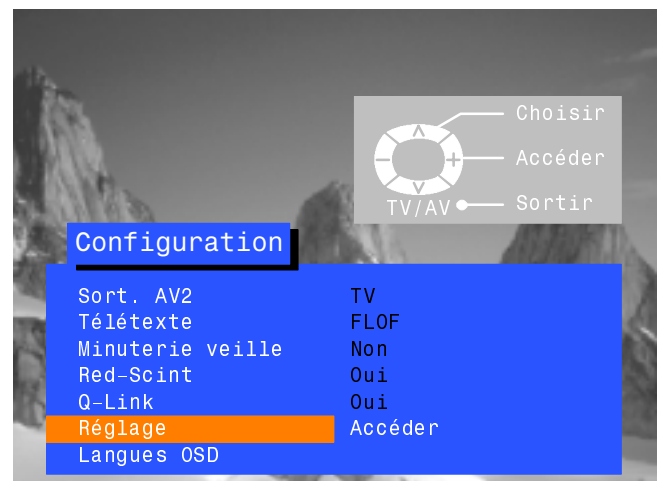 Choisir
Accéder
TV/AV Sortir
Configuration
Sort. AV2 TV
Télétexte FLOF
Minuterie veille Non
Red-Scint Oui
Q-Link Oui
Réglage Accéder
Langues OSD